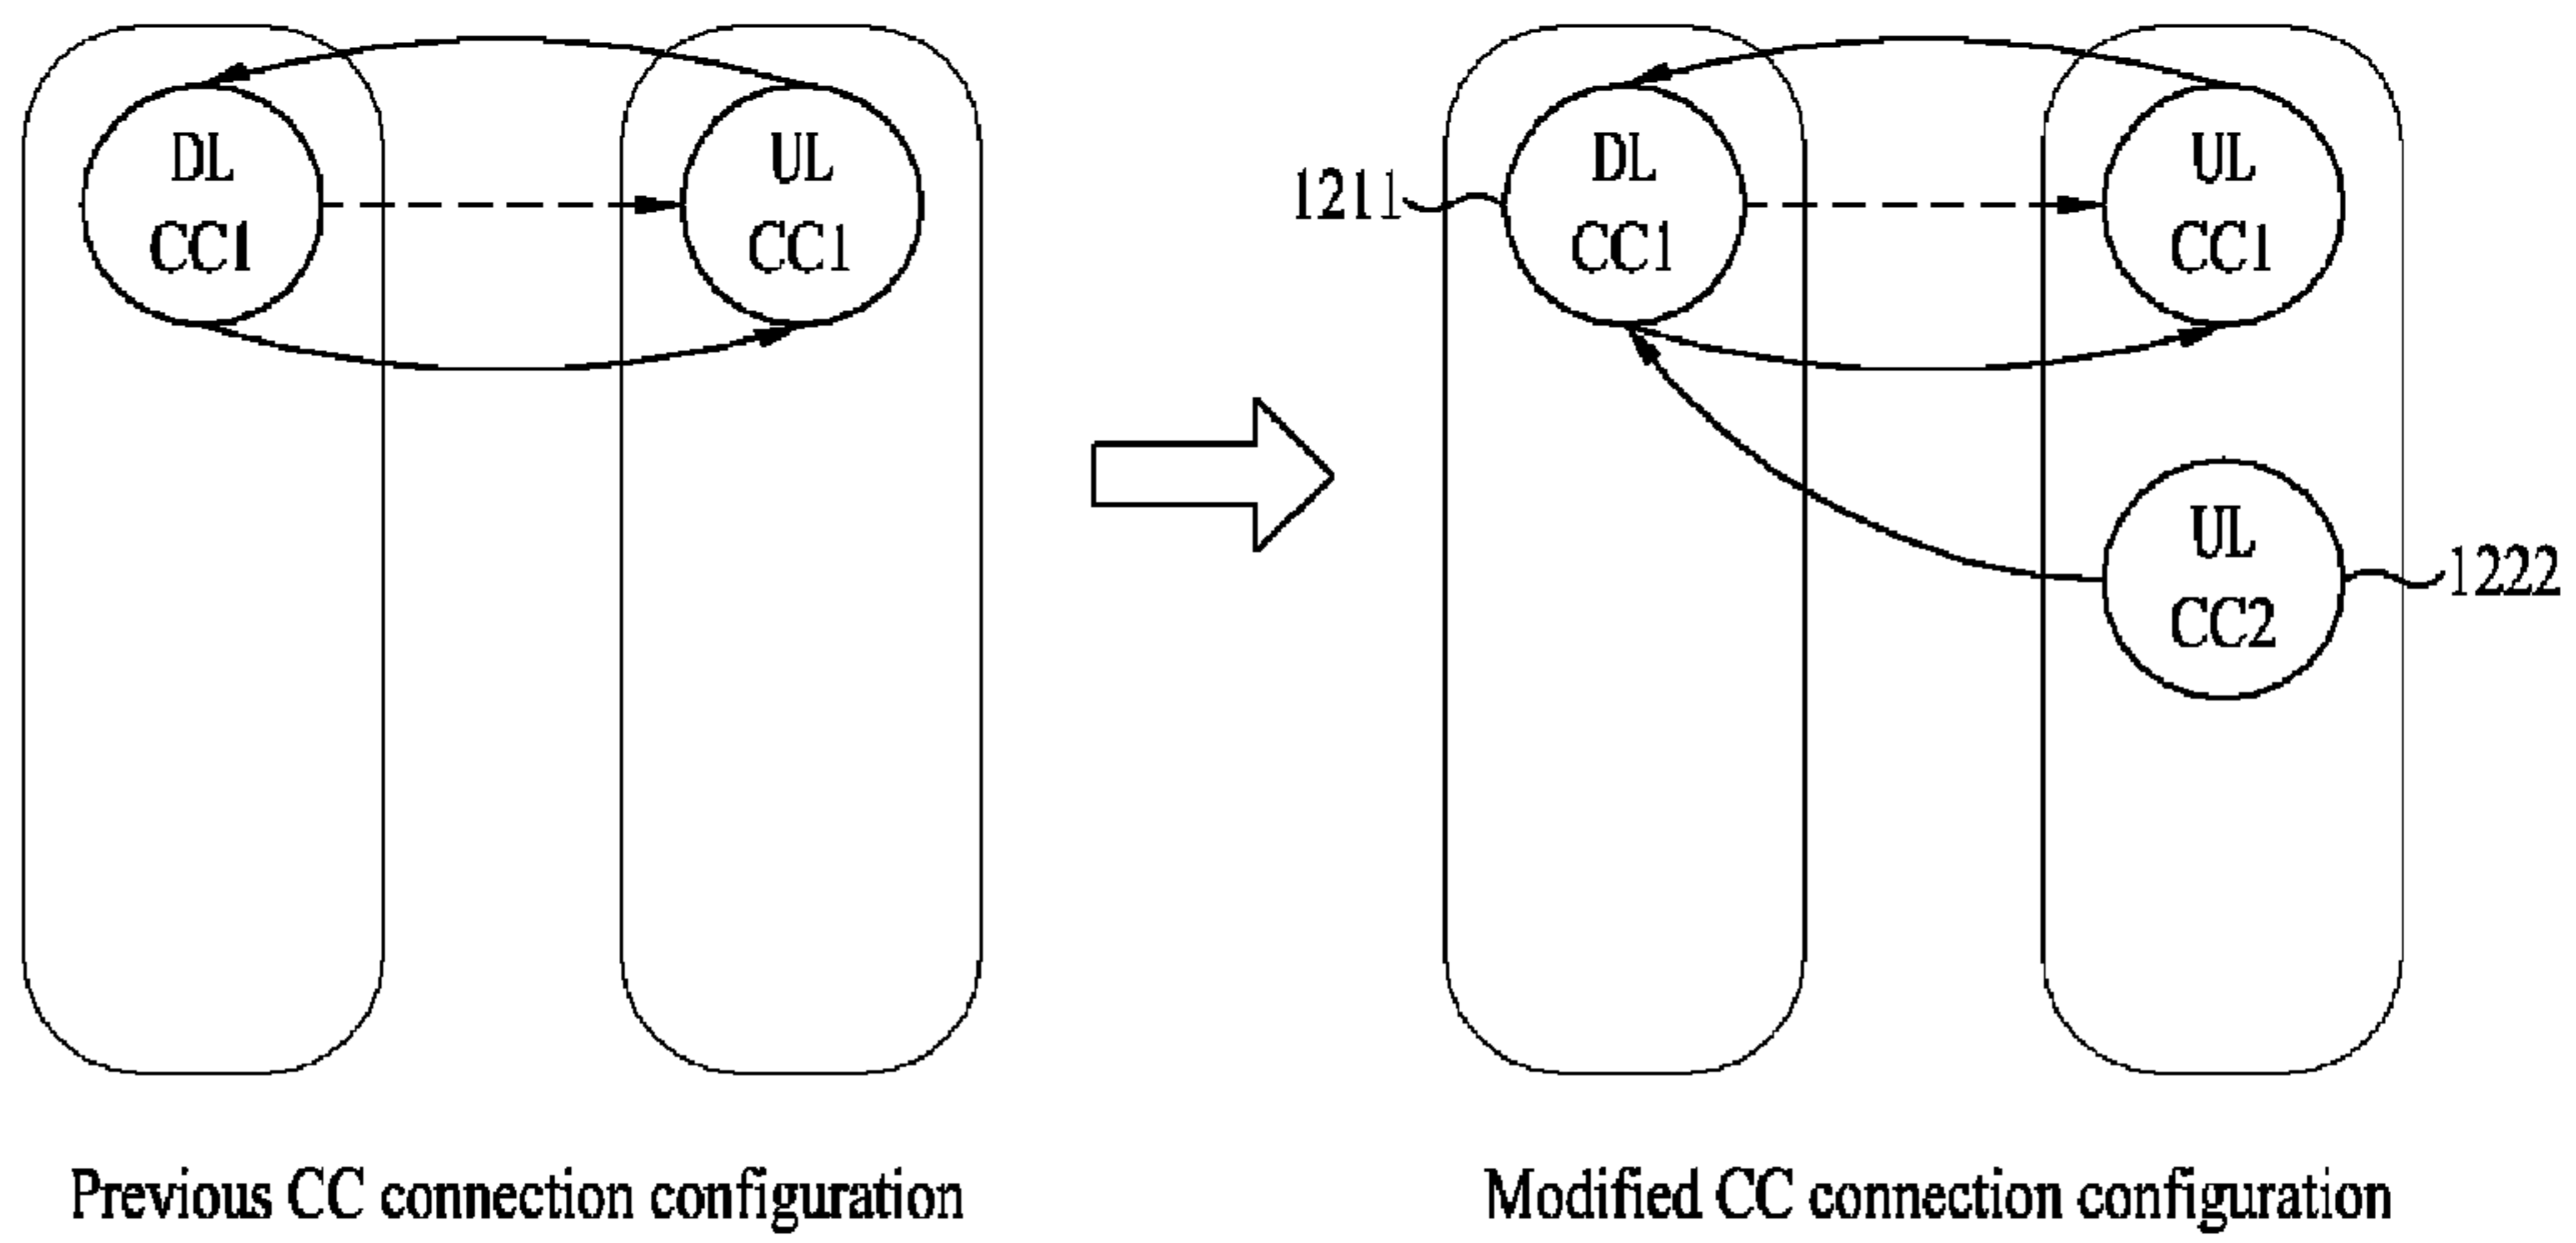 DL
CC1
UL
CC1
Previous CC connection configuration
1211
DL
CC1
UL
CC1
UL
CC2
1222
Modified CC connection configuration